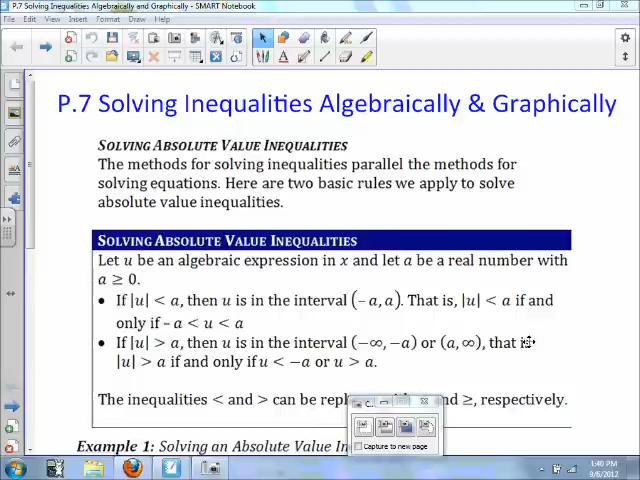 P.7 Solving Inequalities Algebraically and Graphically - SMART Notebook
File Edit View Insert Format Draw Help
P.7 Solving Inequalities Algebraically & Graphically
SOLVING ABSOLUTE VALUE INEQUALITIES
The methods for solving inequalities parallel the methods for
solving equations. Here are two basic rules we apply to solve
absolute value inequalities.
SOLVING ABSOLUTE VALUE INEQUALITIES
Let u be an algebraic expression in x and let a be a real number with
a ≥ 0.
• If |u| < a, then u is in the interval (−a, a). That is, |u| < a if and
only if −a < u < a
• If |u| > a, then u is in the interval (−∞, −a) or (a, ∞), that
|u| > a if and only if u < −a or u > a.
The inequalities < and > can be ≥, respectively.
C...
Capture to new page
Example 1: Solving an Absolute Value
1:40 PM
9/6/2012